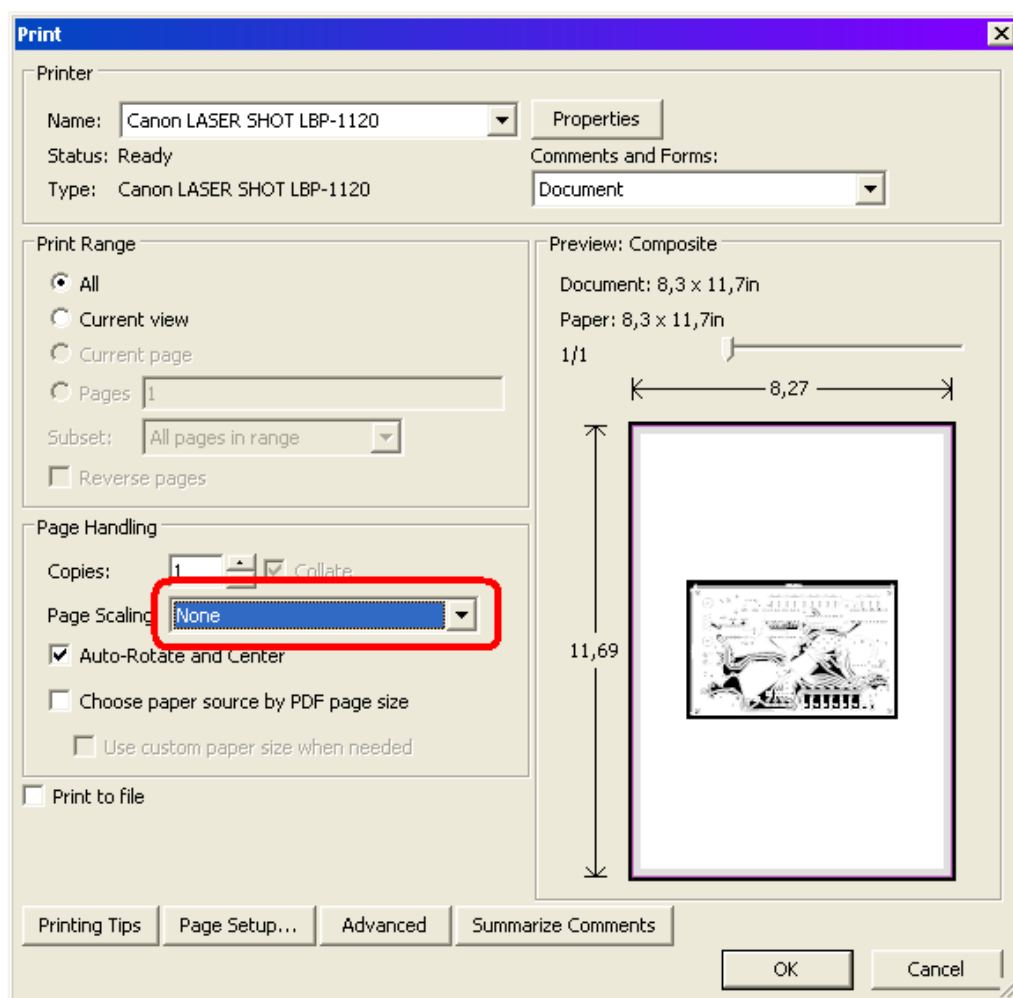 Print
Printer
Name: Canon LASER SHOT LBP-1120 Properties
Status: Ready Comments and Forms:
Type: Canon LASER SHOT LBP-1120 Document
Print Range
All
Current view
Current page
Pages 1
Subset: All pages in range
Reverse pages
Page Handling
Copies: 1 Collate
Page Scaling None
Auto-Rotate and Center
Choose paper source by PDF page size
Use custom paper size when needed
Print to file
Preview: Composite
Document: 8,3 x 11,7in
Paper: 8,3 x 11,7in
1/1
8,27
11,69
Printing Tips Page Setup... Advanced Summarize Comments
OK Cancel